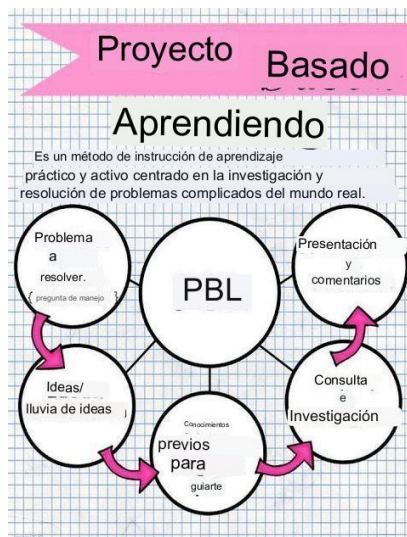 Proyecto
Basado
Aprendiendo
Es un método de instrucción de aprendizaje
práctico y activo centrado en la investigación y
resolución de problemas complicados del mundo real.
Problema
a
resolver.
{ pregunta de manejo }
PBL
Presentación
y
comentarios
Ideas/
lluvia de ideas
Conocimientos
previos
para
guiarte
Consulta
e
Investigación